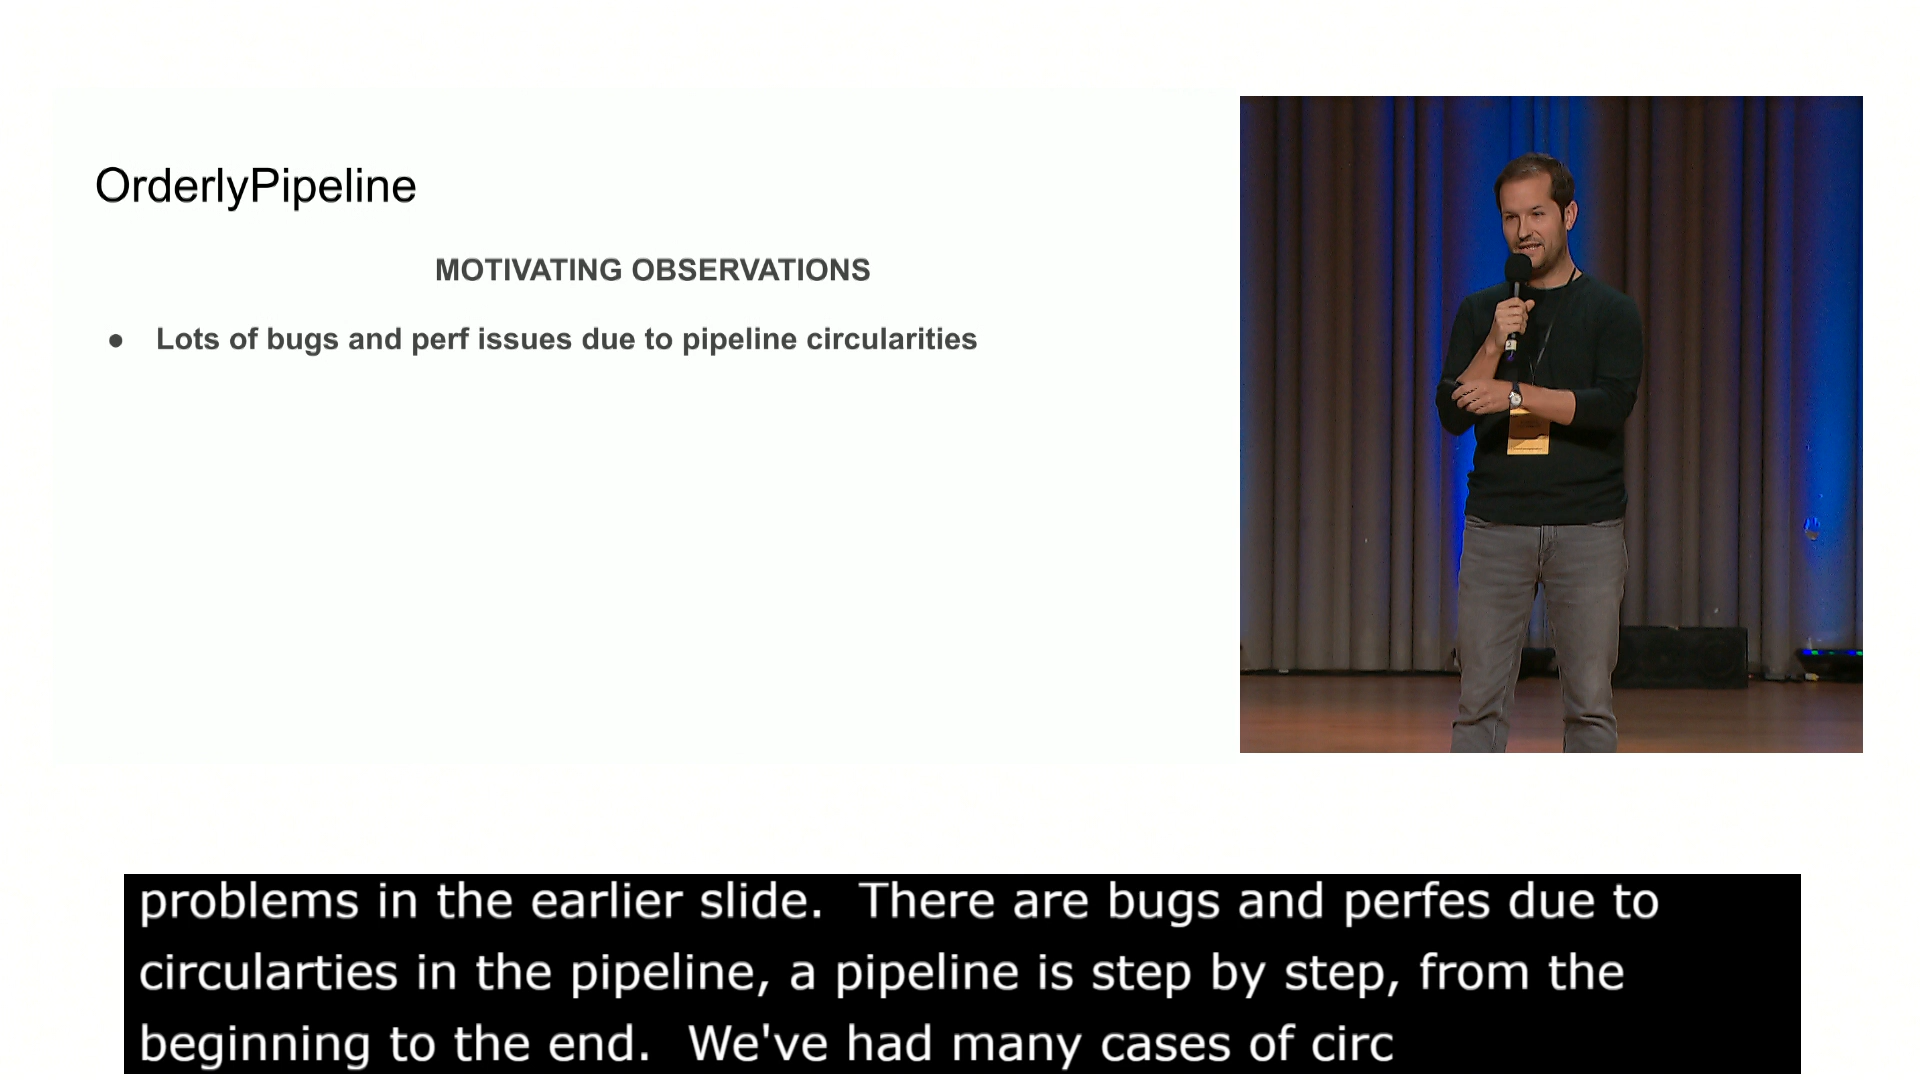 OrderlyPipeline
MOTIVATING OBSERVATIONS
● Lots of bugs and perf issues due to pipeline circularities
problems in the earlier slide.  There are bugs and perfes due to
circularties in the pipeline, a pipeline is step by step, from the
beginning to the end.  We've had many cases of circ